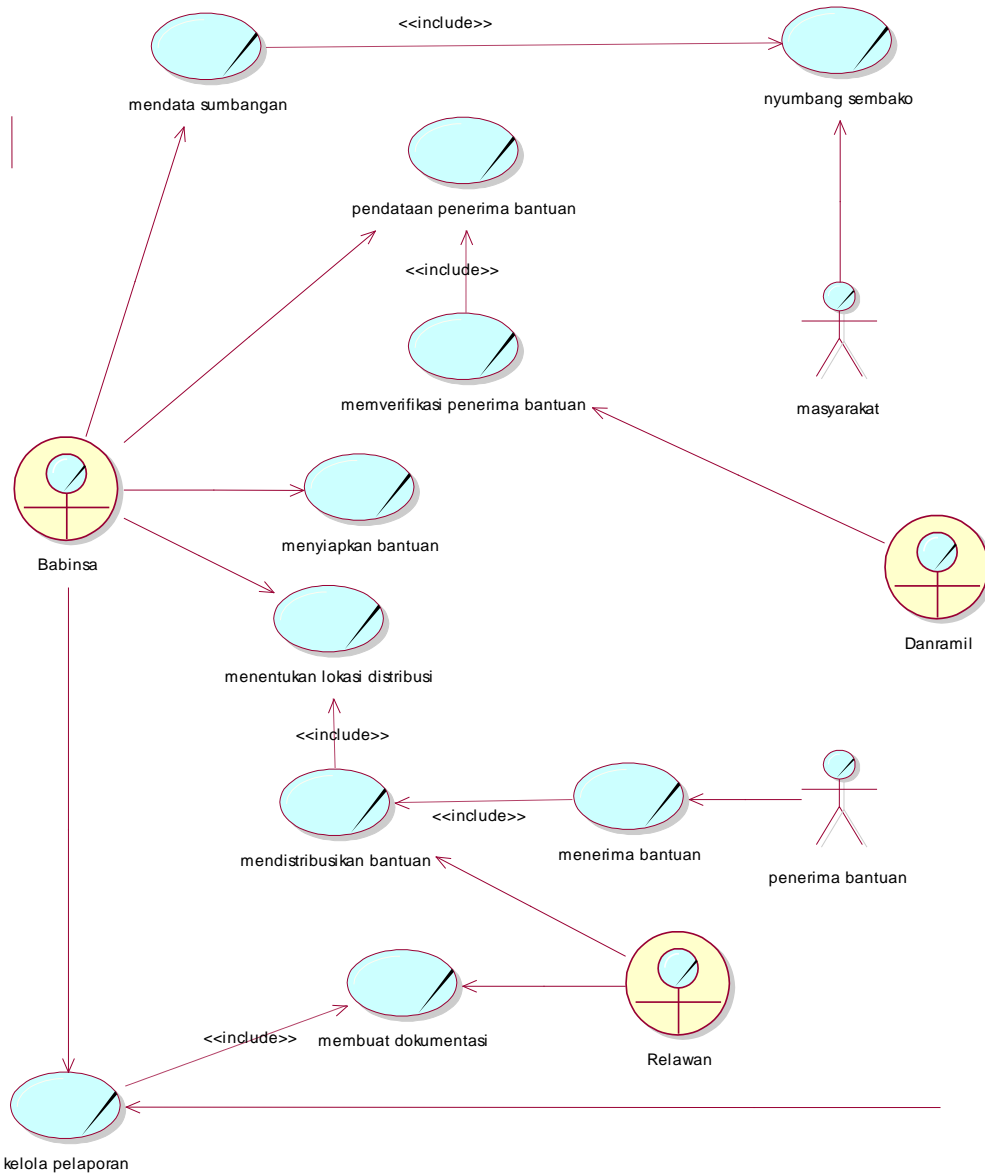 <<include>>
mendata sumbangan
nyumbang sembako
pendataan penerima bantuan
<<include>>
memverifikasi penerima bantuan
masyarakat
menyiapkan bantuan
Babinsa
Danramil
menentukan lokasi distribusi
<<include>>
<<include>>
mendistribusikan bantuan
menerima bantuan
penerima bantuan
<<include>>
membuat dokumentasi
Relawan
kelola pelaporan